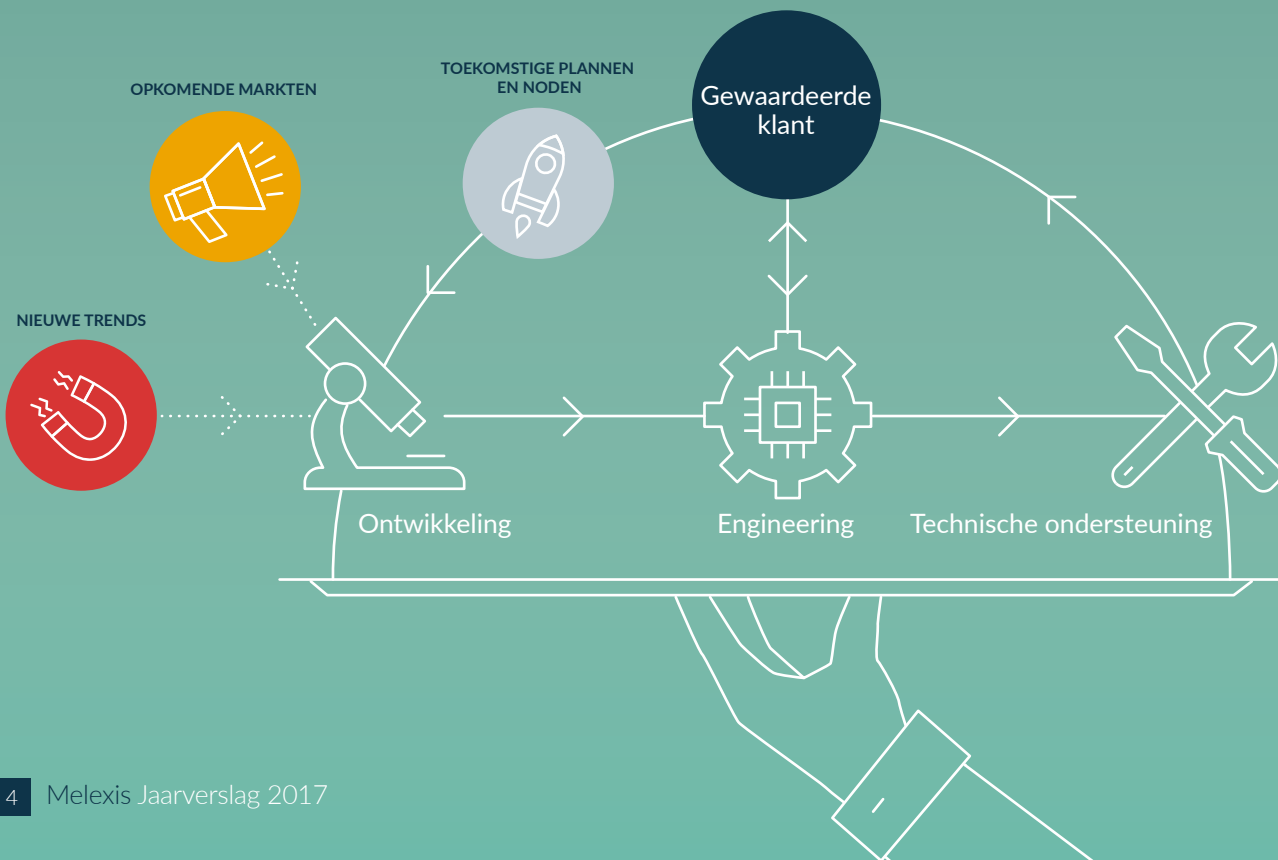 OPKOMENDE MARKTEN
TOEKOMSTIGE PLANNEN
EN NODEN
Gewaardeerde
klant
NIEUWE TRENDS
Ontwikkeling
Engineering
Technische ondersteuning
4 Melexis Jaarverslag 2017